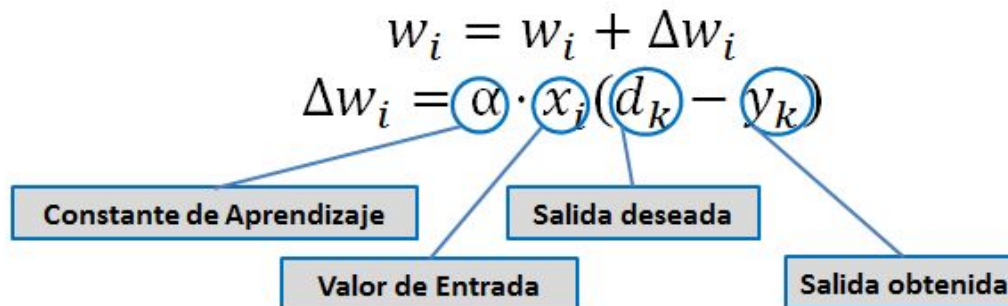 wᵢ = wᵢ + Δwᵢ
Δwᵢ = α · xᵢ(dₖ − yₖ)
Constante de Aprendizaje
Salida deseada
Valor de Entrada
Salida obtenida